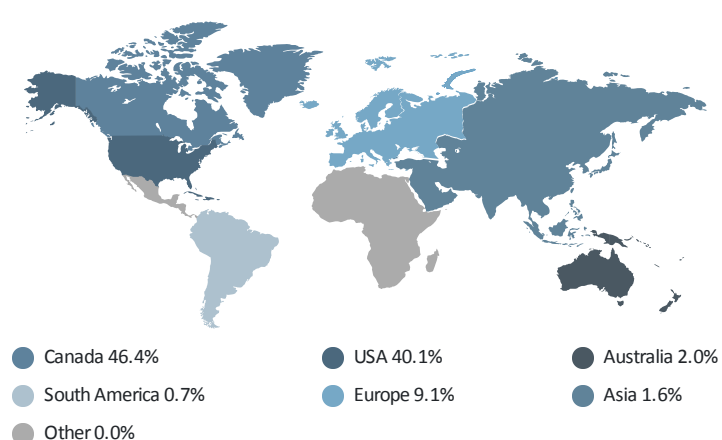 Canada 46.4%
USA 40.1%
Australia 2.0%
South America 0.7%
Europe 9.1%
Asia 1.6%
Other 0.0%